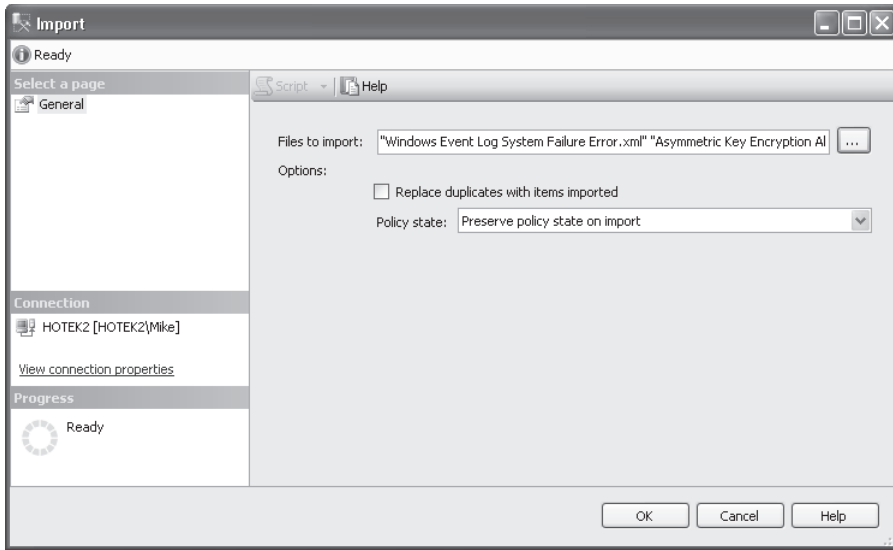 Import
Ready
Select a page
General
Script
Help
Files to import:
"Windows Event Log System Failure Error.xml" "Asymmetric Key Encryption Al
...
Options:
Replace duplicates with items imported
Policy state:
Preserve policy state on import
Connection
HOTEK2 [HOTEK2\Mike]
View connection properties
Progress
Ready
OK
Cancel
Help